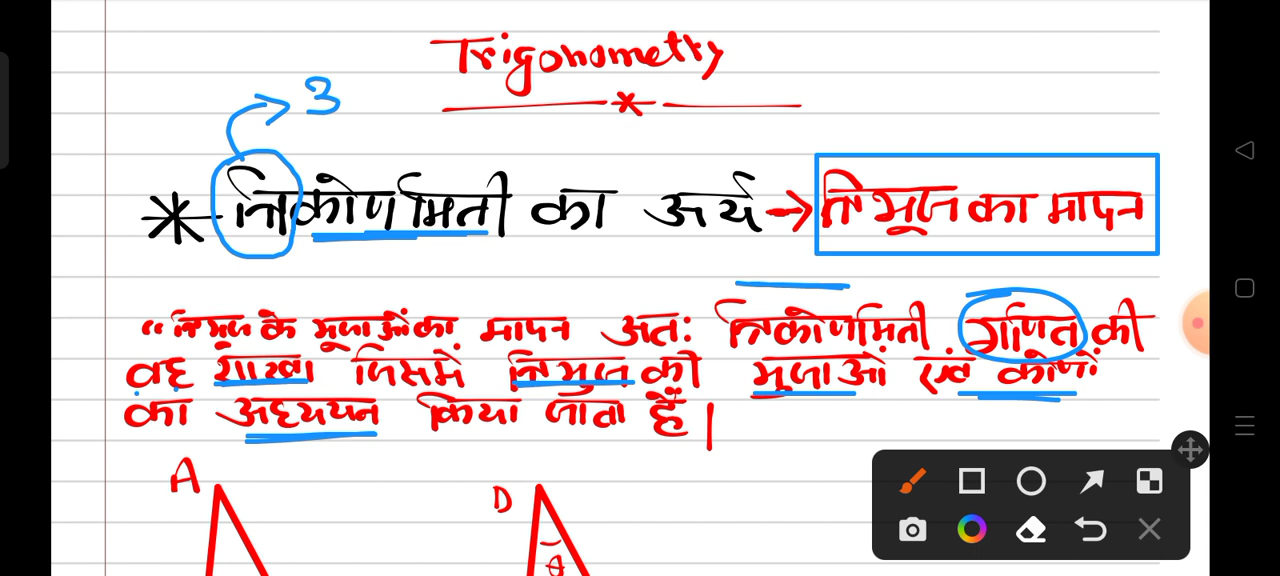 Trigonometry
3
* त्रिकोणमिती का अर्थ → त्रिभूज का मापन
"त्रिभूज के भूजाओं का मापन अत: त्रिकोणमिती गणित की
वह शाखा जिसमें त्रिभुज की भूजाओं एवं कोणों
का अध्ययन किया जाता हैं|
A D
θ